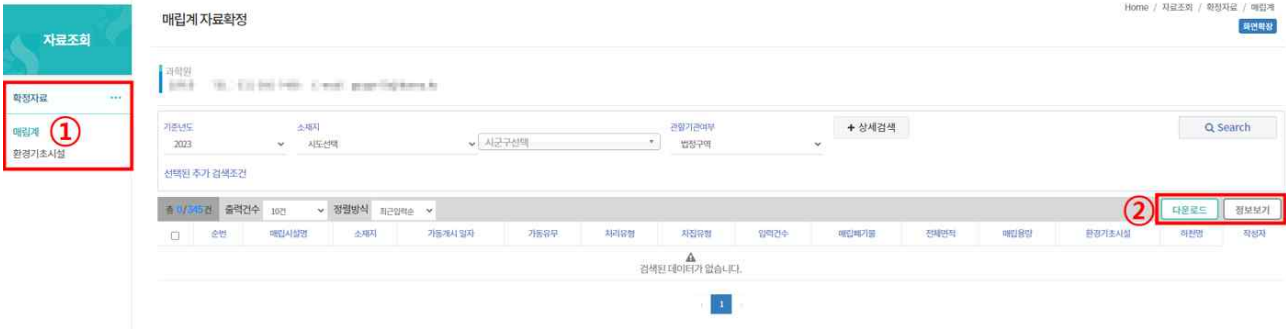 Home / 자료조회 / 확정자료 / 매립계
매립계 자료확정
화면확장
자료조회
과학원
확정자료 ...
매립계
①
환경기초시설
기준년도 소재지 관할기관여부
2023 시도선택 시군구선택 법정구역
+ 상세검색
Search
선택된 추가 검색조건
총 0/545건 출력건수 10건 정렬방식 최근입력순
②
다운로드 정보보기
순번 매립시설명 소재지 가동개시 일자 가동유무 처리유형 차집유형 입력건수 매립폐기물 전체면적 매립용량 환경기초시설 하천명 작성자
검색된 데이터가 없습니다.
1